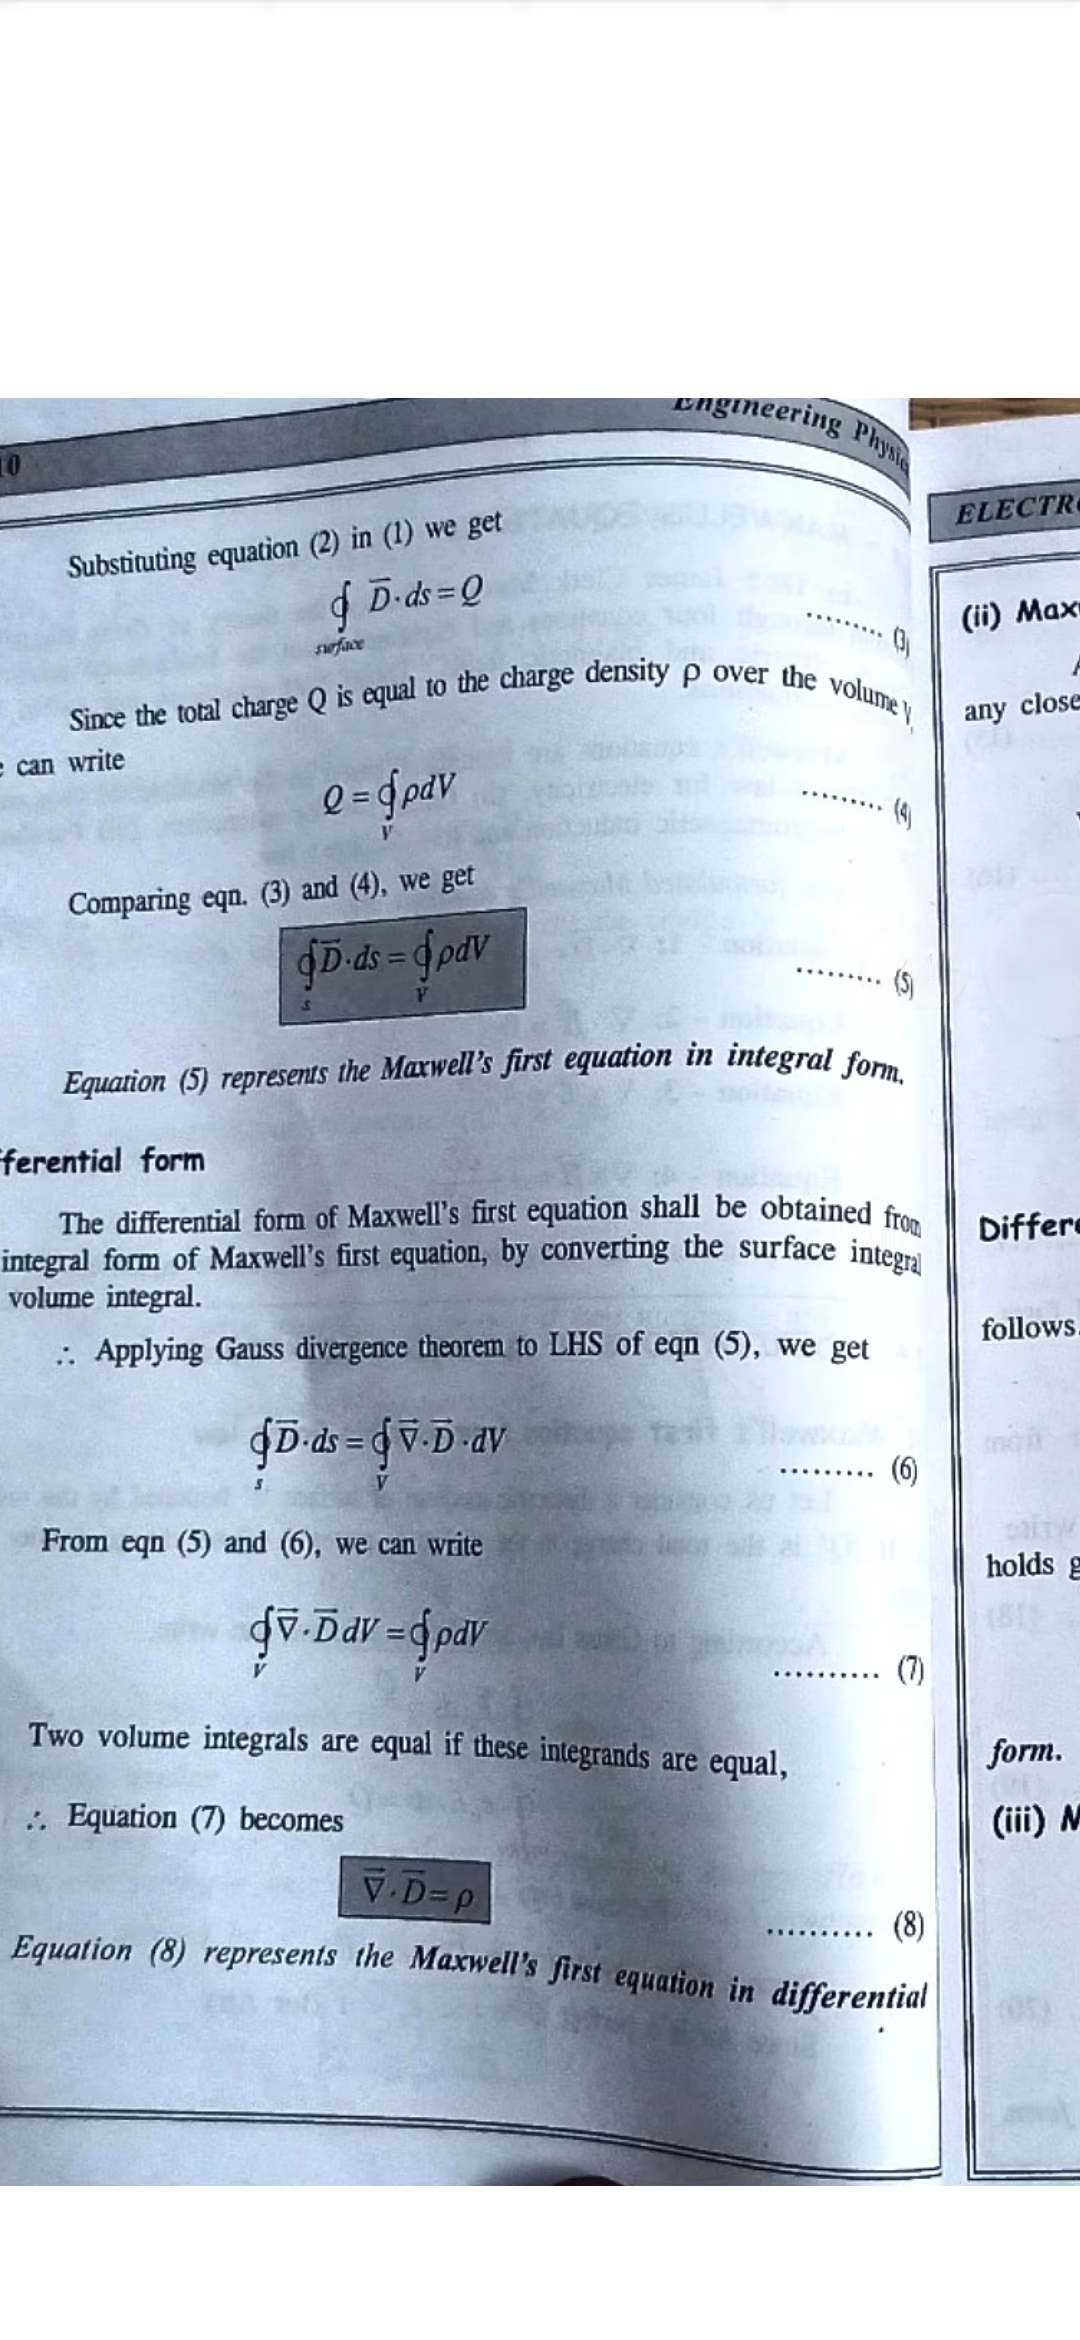 10
Engineering Physic
Substituting equation (2) in (1) we get
∮ D̅·ds = Q ......... (3)
surface
Since the total charge Q is equal to the charge density ρ over the volume V,
can write
Q = ∮ρdV ......... (4)
V
Comparing eqn. (3) and (4), we get
∮D̅·ds = ∮ρdV ......... (5)
s V
Equation (5) represents the Maxwell's first equation in integral form.
ferential form
The differential form of Maxwell's first equation shall be obtained from
integral form of Maxwell's first equation, by converting the surface integral
volume integral.
∴ Applying Gauss divergence theorem to LHS of eqn (5), we get
∮D̅·ds = ∮∇⃗·D̅·dV ......... (6)
s V
From eqn (5) and (6), we can write
∮∇⃗·D̅dV = ∮ρdV .......... (7)
V V
Two volume integrals are equal if these integrands are equal,
∴ Equation (7) becomes
∇⃗·D̅=ρ .......... (8)
Equation (8) represents the Maxwell's first equation in differential
ELECTR
(ii) Max
any close
Differe
follows.
holds g
form.
(iii) M